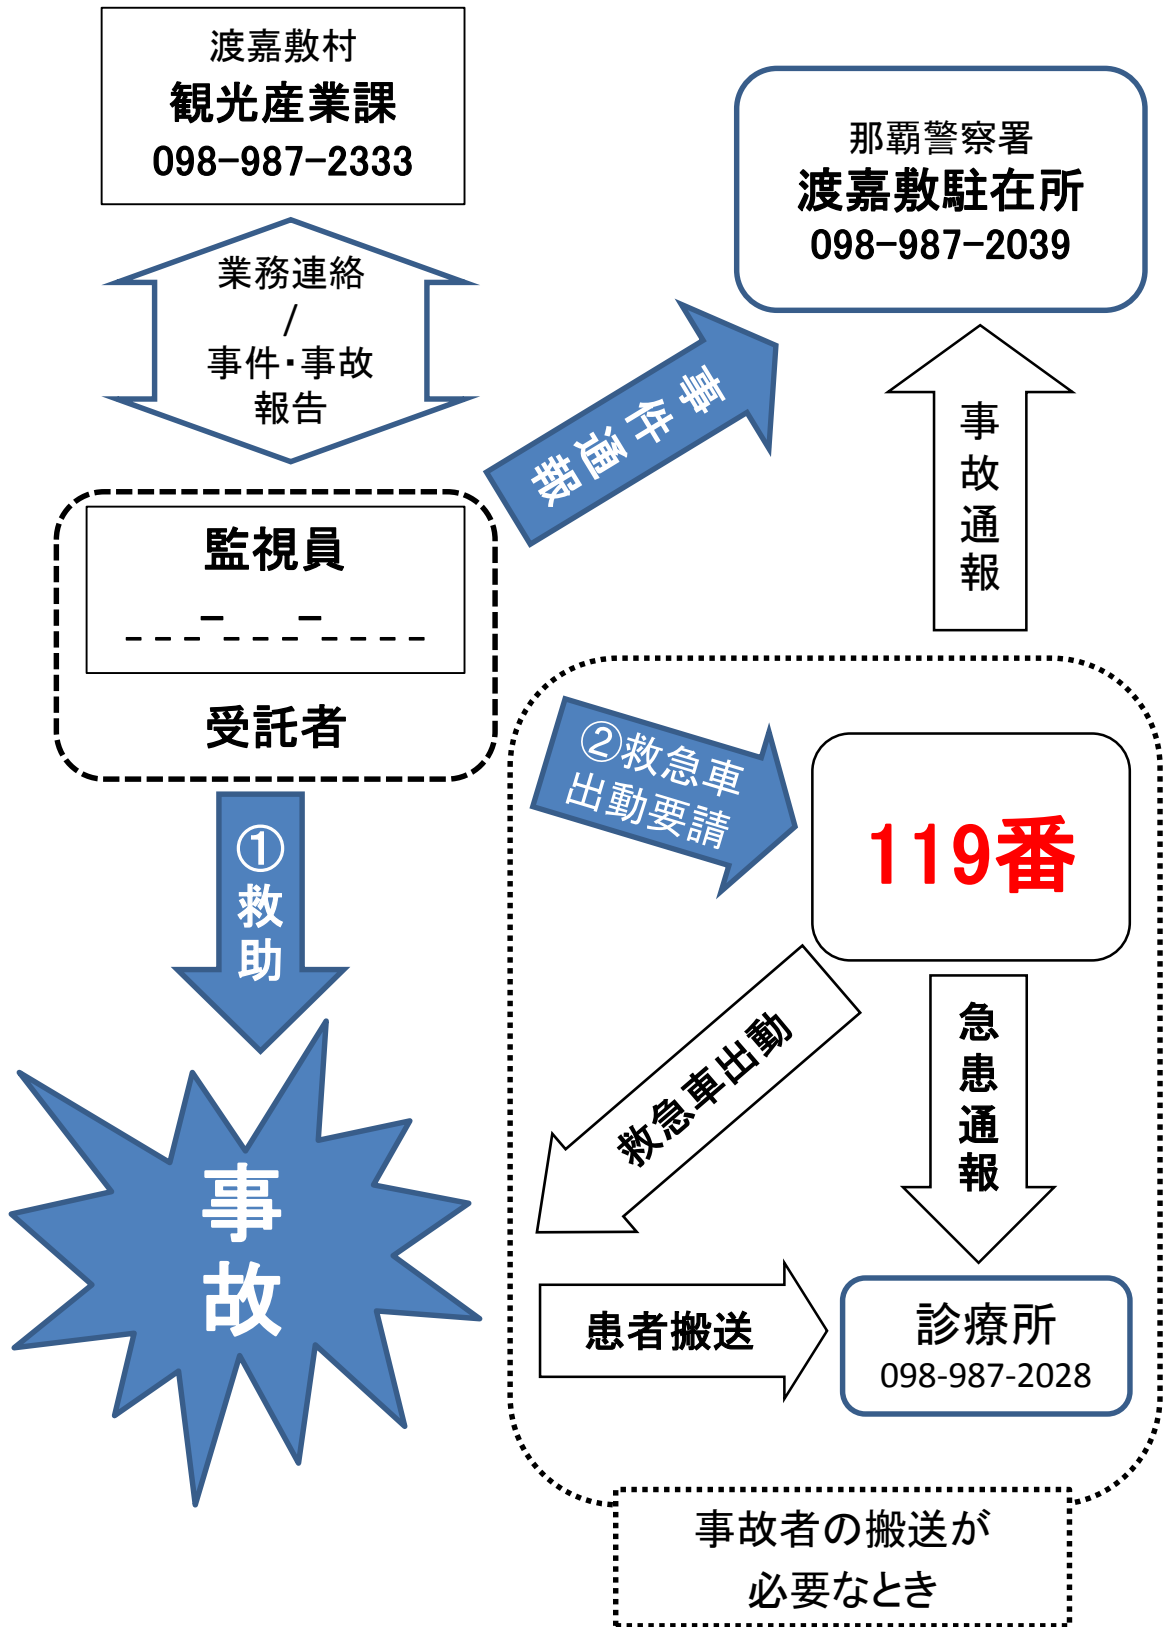 渡嘉敷村
観光産業課
098-987-2333
那覇警察署
渡嘉敷駐在所
098-987-2039
業務連絡
/
事件・事故
報告
事件通報
事故通報
監視員
_ _ _ - _ _ _ - _ _ _ _
受託者
②救急車
出動要請
119番
①救助
救急車出動
急患通報
事故
患者搬送
診療所
098-987-2028
事故者の搬送が
必要なとき